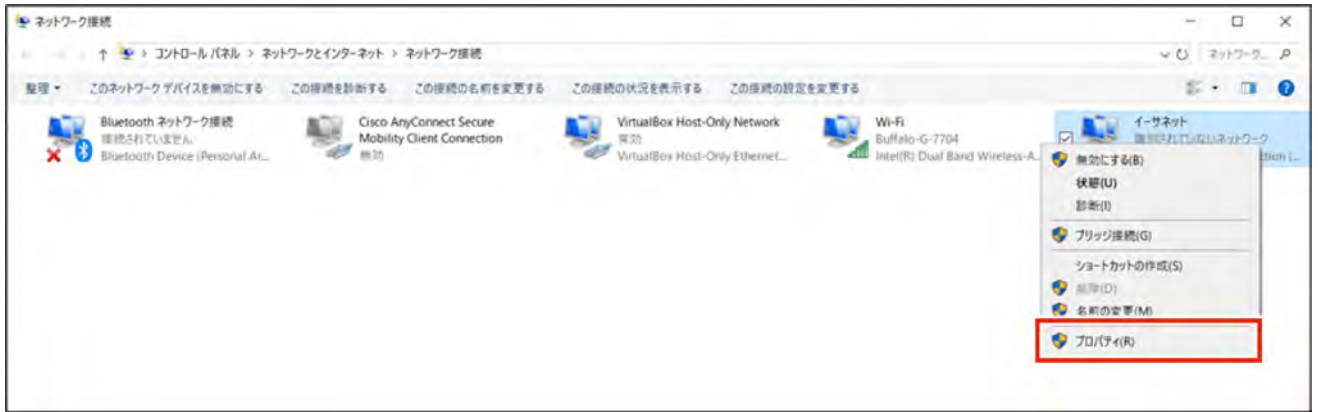 ネットワーク接続
コントロール パネル > ネットワークとインターネット > ネットワーク接続
ネットワーク...
整理
このネットワーク デバイスを無効にする
この接続を診断する
この接続の名前を変更する
この接続の状況を表示する
この接続の設定を変更する
Bluetooth ネットワーク接続
接続されていません
Bluetooth Device (Personal Ar...
Cisco AnyConnect Secure
Mobility Client Connection
無効
VirtualBox Host-Only Network
有効
VirtualBox Host-Only Ethernet...
Wi-Fi
Buffalo-G-7704
Intel(R) Dual Band Wireless-A...
イーサネット
識別されていないネットワーク
無効にする(B)
状態(U)
診断(I)
ブリッジ接続(G)
ショートカットの作成(S)
削除(D)
名前の変更(M)
プロパティ(R)